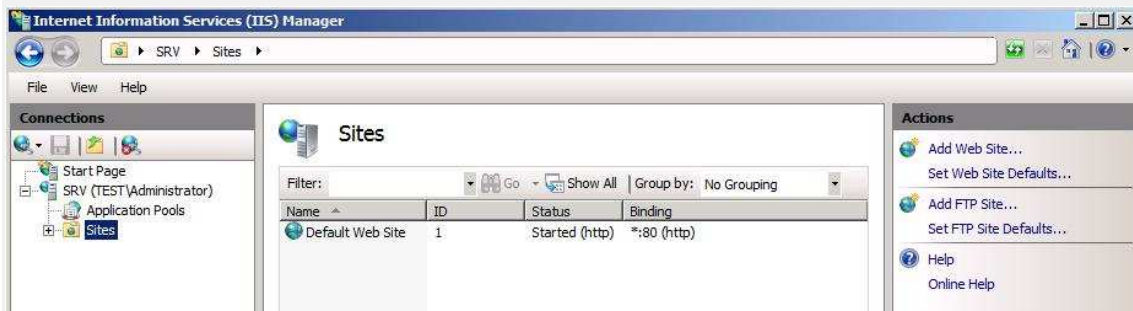 Internet Information Services (IIS) Manager
SRV Sites
File View Help
Connections
Start Page
SRV (TEST\Administrator)
Application Pools
Sites
Sites
Filter: Go Show All Group by: No Grouping
Name ID Status Binding
Default Web Site 1 Started (http) *:80 (http)
Actions
Add Web Site...
Set Web Site Defaults...
Add FTP Site...
Set FTP Site Defaults...
Help
Online Help